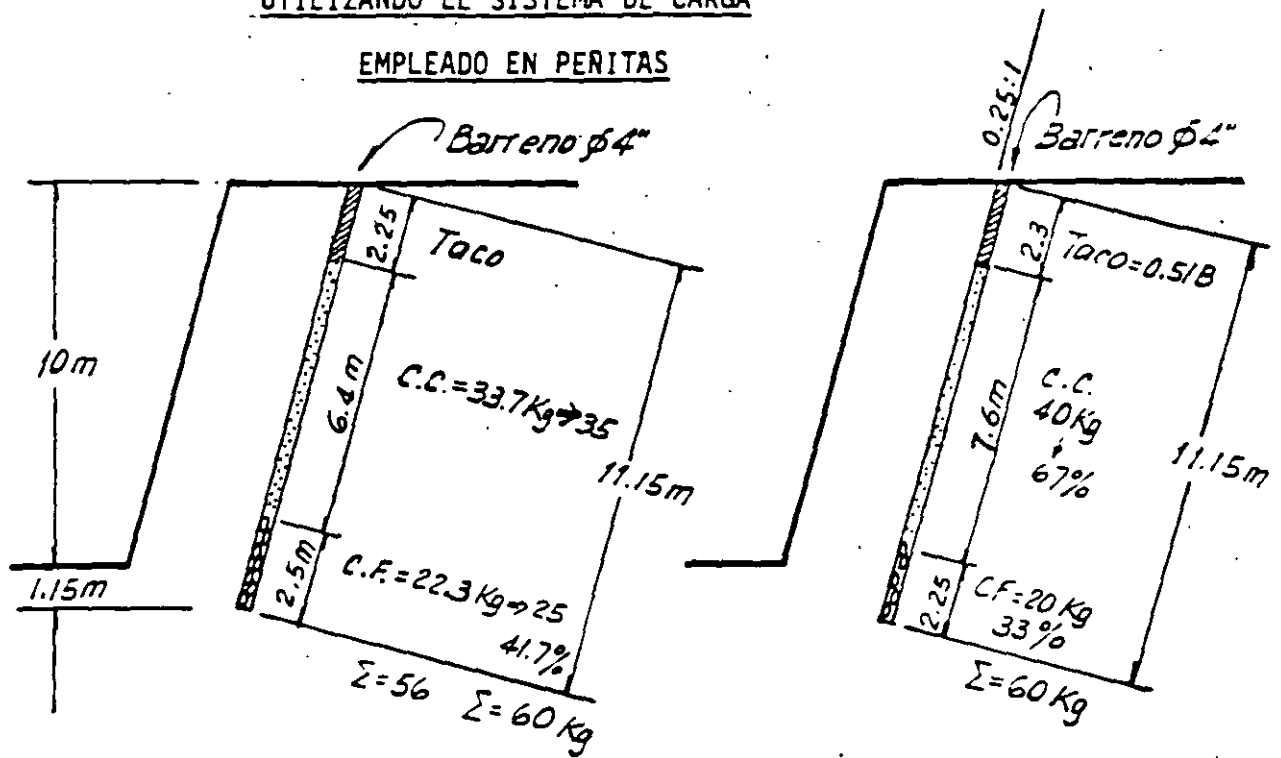 UTILIZANDO EL SISTEMA DE CARGA
EMPLEADO EN PEÑITAS
Barreno ϕ4"
10m
1.15m
2.25
Taco
6.4m
C.C.=33.7Kg⇒35
11.15m
2.5m
C.F.=22.3Kg⇒25
41.7%
Σ=56 Σ=60Kg
0.25:1
Barreno ϕ4"
2.3
Taco=0.51B
7.6m
C.C.
40Kg
67%
11.15m
2.25
CF=20Kg
33%
Σ=60Kg